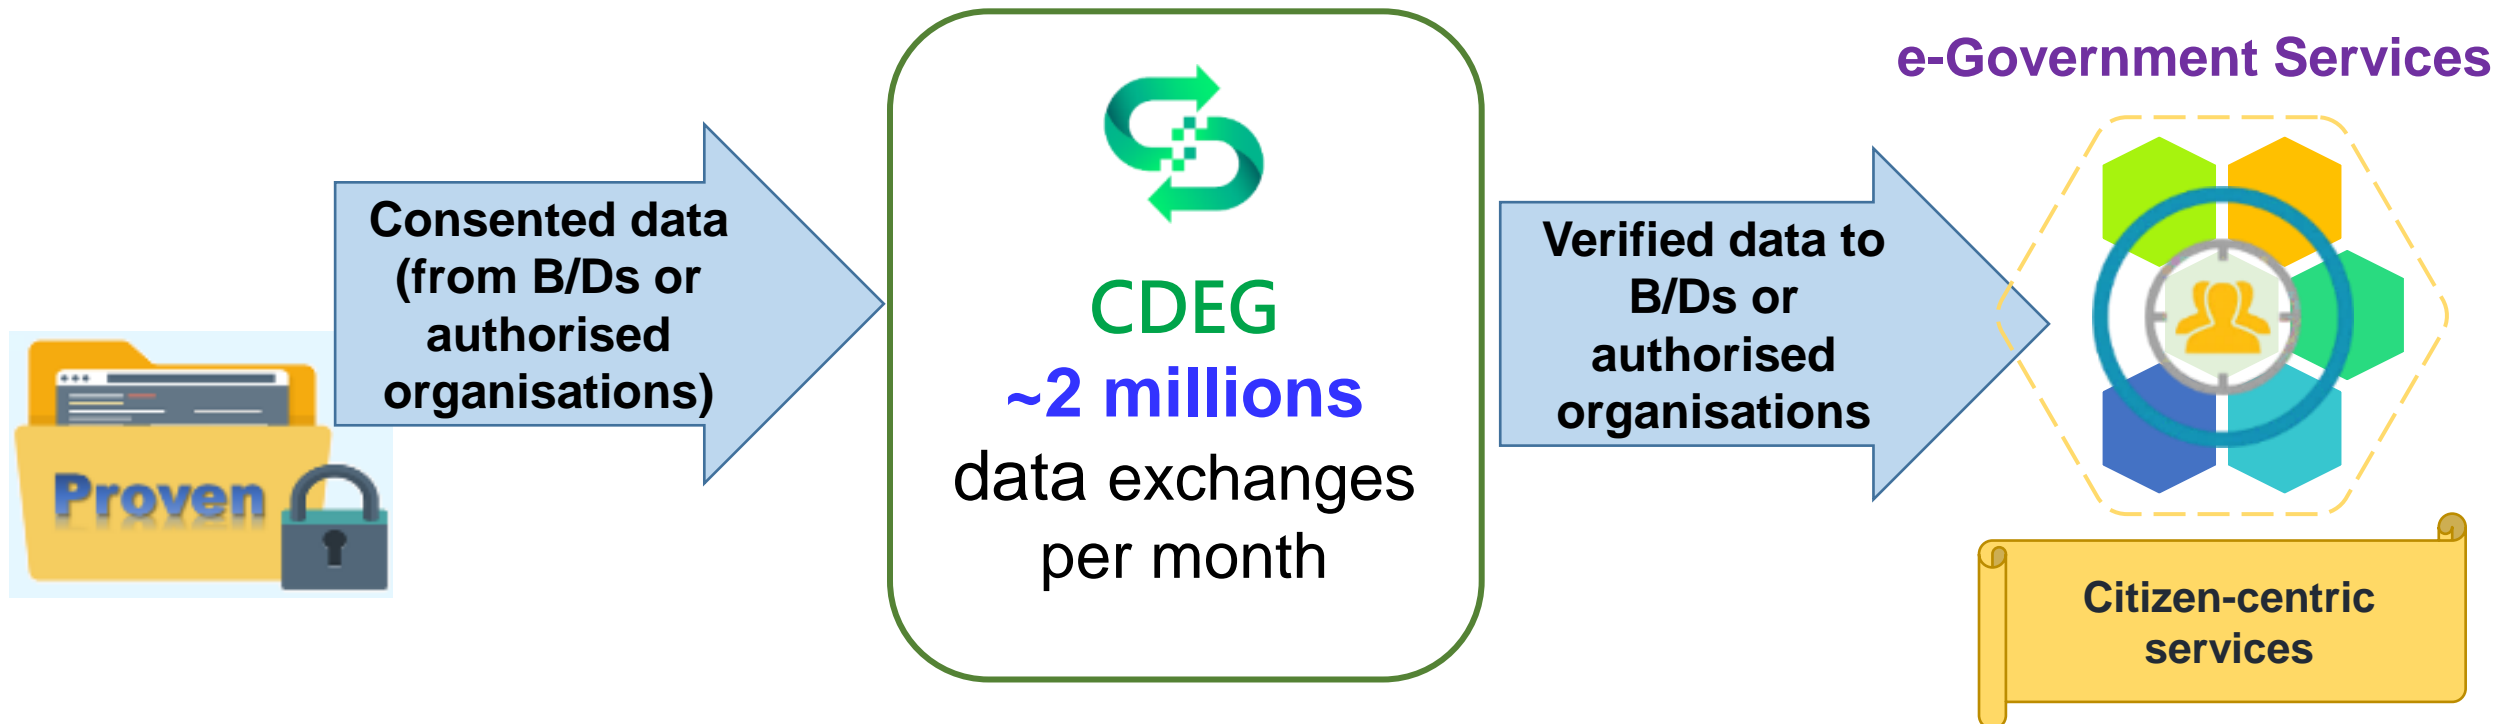 Proven
Consented data
(from B/Ds or
authorised
organisations)
CDEG
~2 millions
data exchanges
per month
Verified data to
B/Ds or
authorised
organisations
e-Government Services
Citizen-centric
services